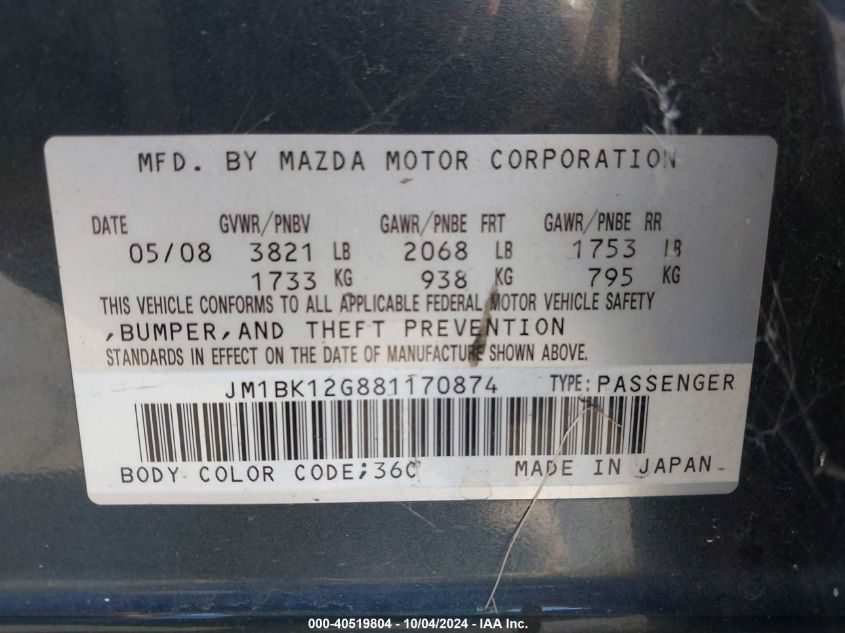 MFD. BY MAZDA MOTOR CORPORATION
DATE GVWR/PNBV GAWR/PNBE FRT GAWR/PNBE RR
05/08 3821 LB 2068 LB 1753 LB
1733 KG 938 KG 795 KG
THIS VEHICLE CONFORMS TO ALL APPLICABLE FEDERAL MOTOR VEHICLE SAFETY
,BUMPER,AND THEFT PREVENTION
STANDARDS IN EFFECT ON THE DATE OF MANUFACTURE SHOWN ABOVE.
JM1BK12G881170874 TYPE:PASSENGER
BODY COLOR CODE;36C MADE IN JAPAN
000-40519804 - 10/04/2024 - IAA Inc.